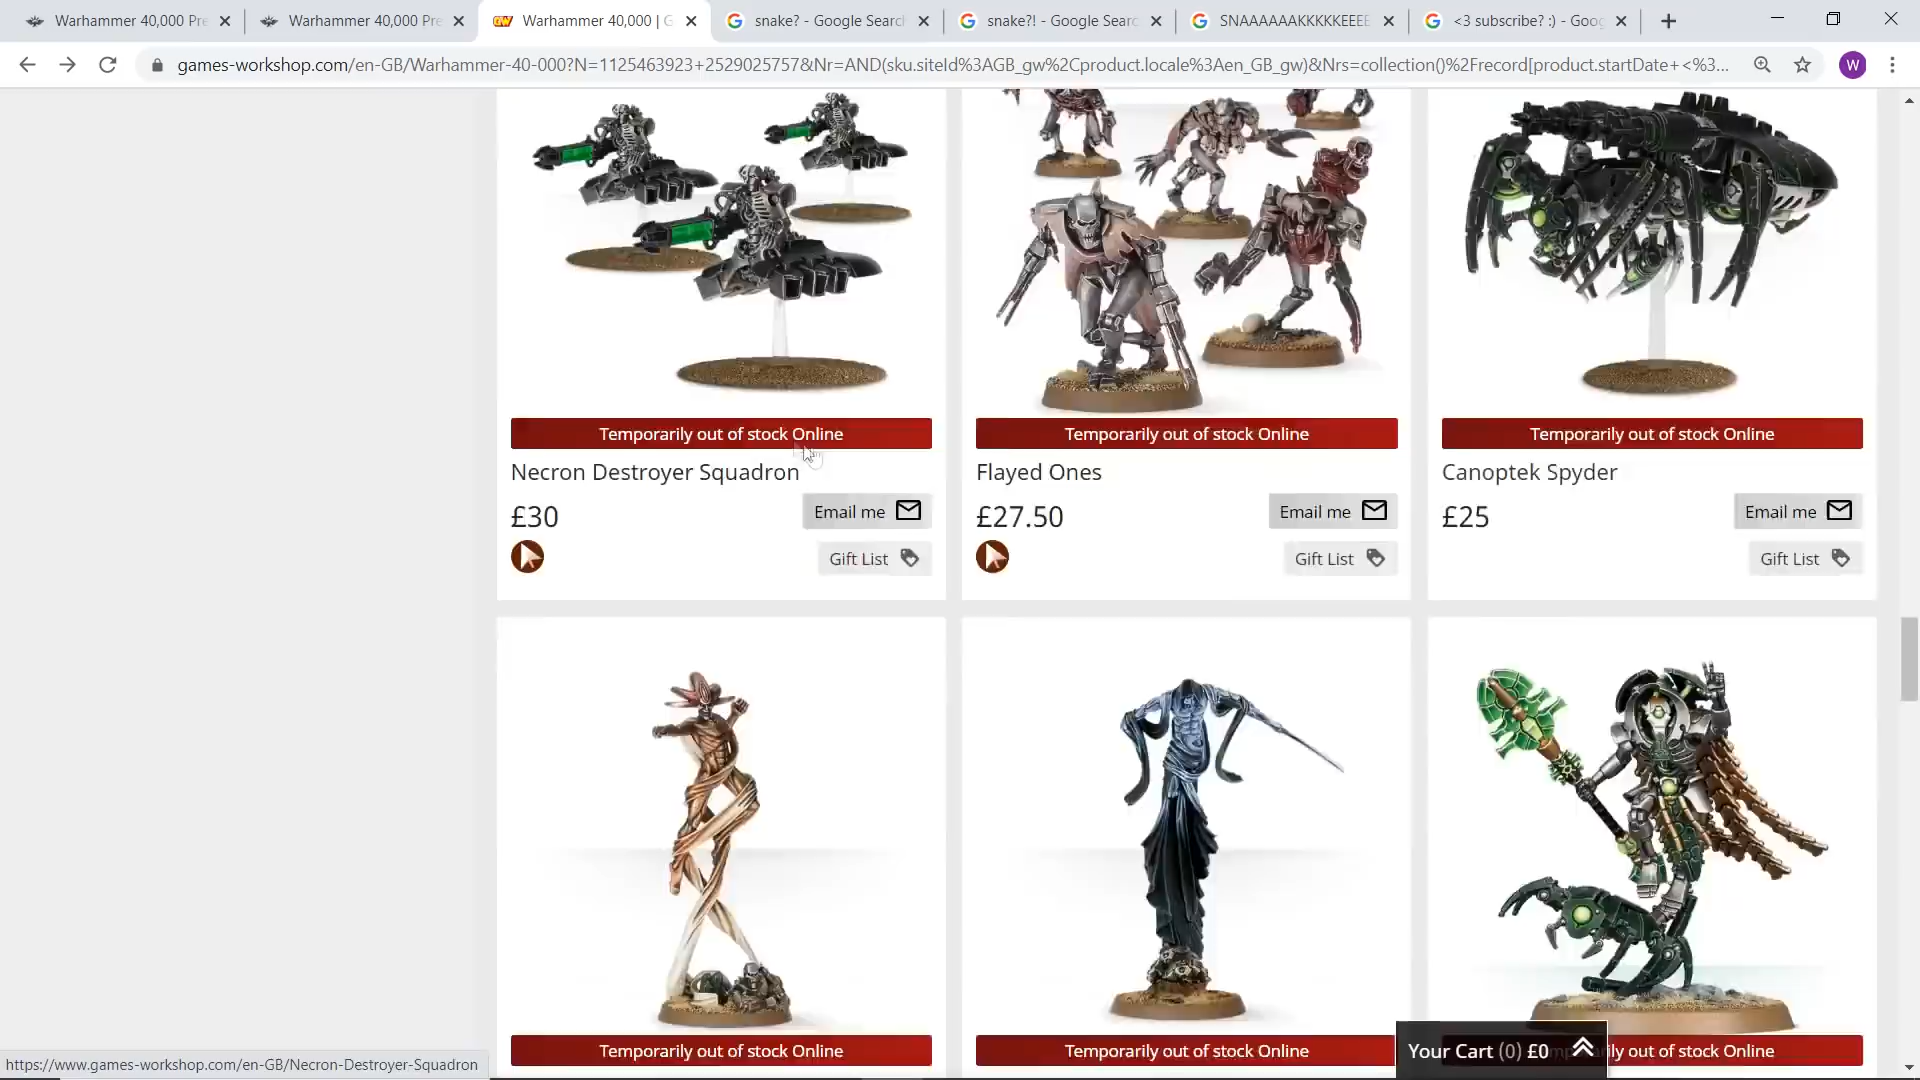 Warhammer 40,000 Pre
Warhammer 40,000 Pre
Warhammer 40,000 | G
snake? - Google Search
snake?! - Google Searc
SNAAAAAAKKKKKEEEE
<3 subscribe? :) - Goog
games-workshop.com/en-GB/Warhammer-40-000?N=1125463923+2529025757&Nr=AND(sku.siteId%3AGB_gw%2Cproduct.locale%3Aen_GB_gw)&Nrs=collection()%2Frecord[product.startDate+<%3...
W
Temporarily out of stock Online
Temporarily out of stock Online
Temporarily out of stock Online
Necron Destroyer Squadron
Flayed Ones
Canoptek Spyder
£30
Email me
£27.50
Email me
£25
Email me
Gift List
Gift List
Gift List
Temporarily out of stock Online
Temporarily out of stock Online
Your Cart (0) £0
ily out of stock Online
https://www.games-workshop.com/en-GB/Necron-Destroyer-Squadron